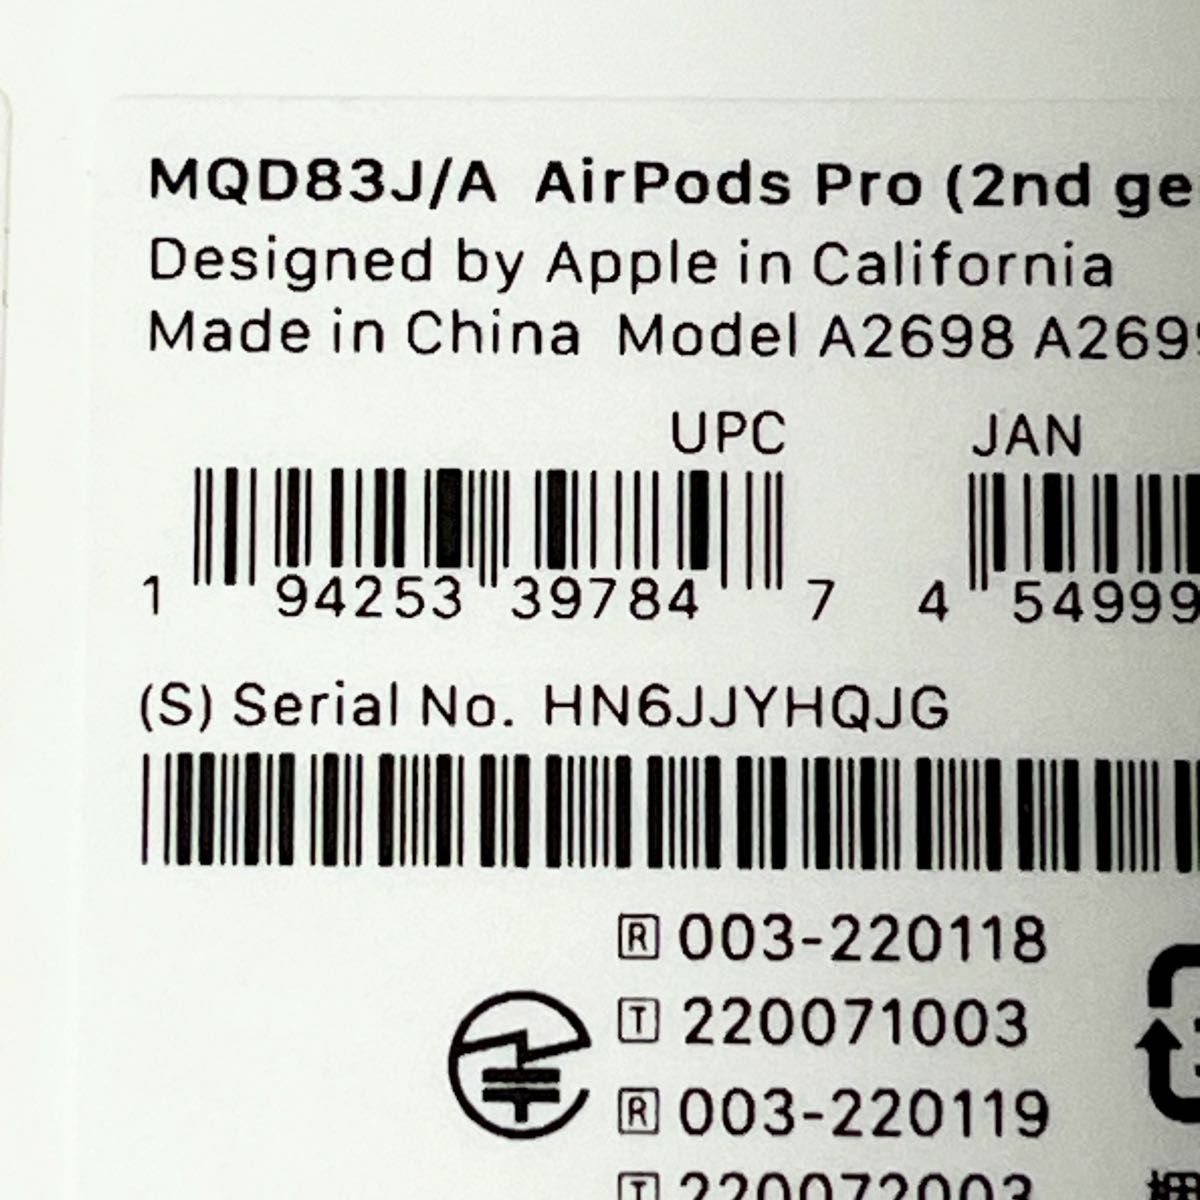 MQD83J/A AirPods Pro (2nd ge
Designed by Apple in California
Made in China Model A2698 A269
UPC JAN
1 94253 39784 7 4 54999
(S) Serial No. HN6JJYHQJG
R 003-220118
T 220071003
R 003-220119
T 220072003